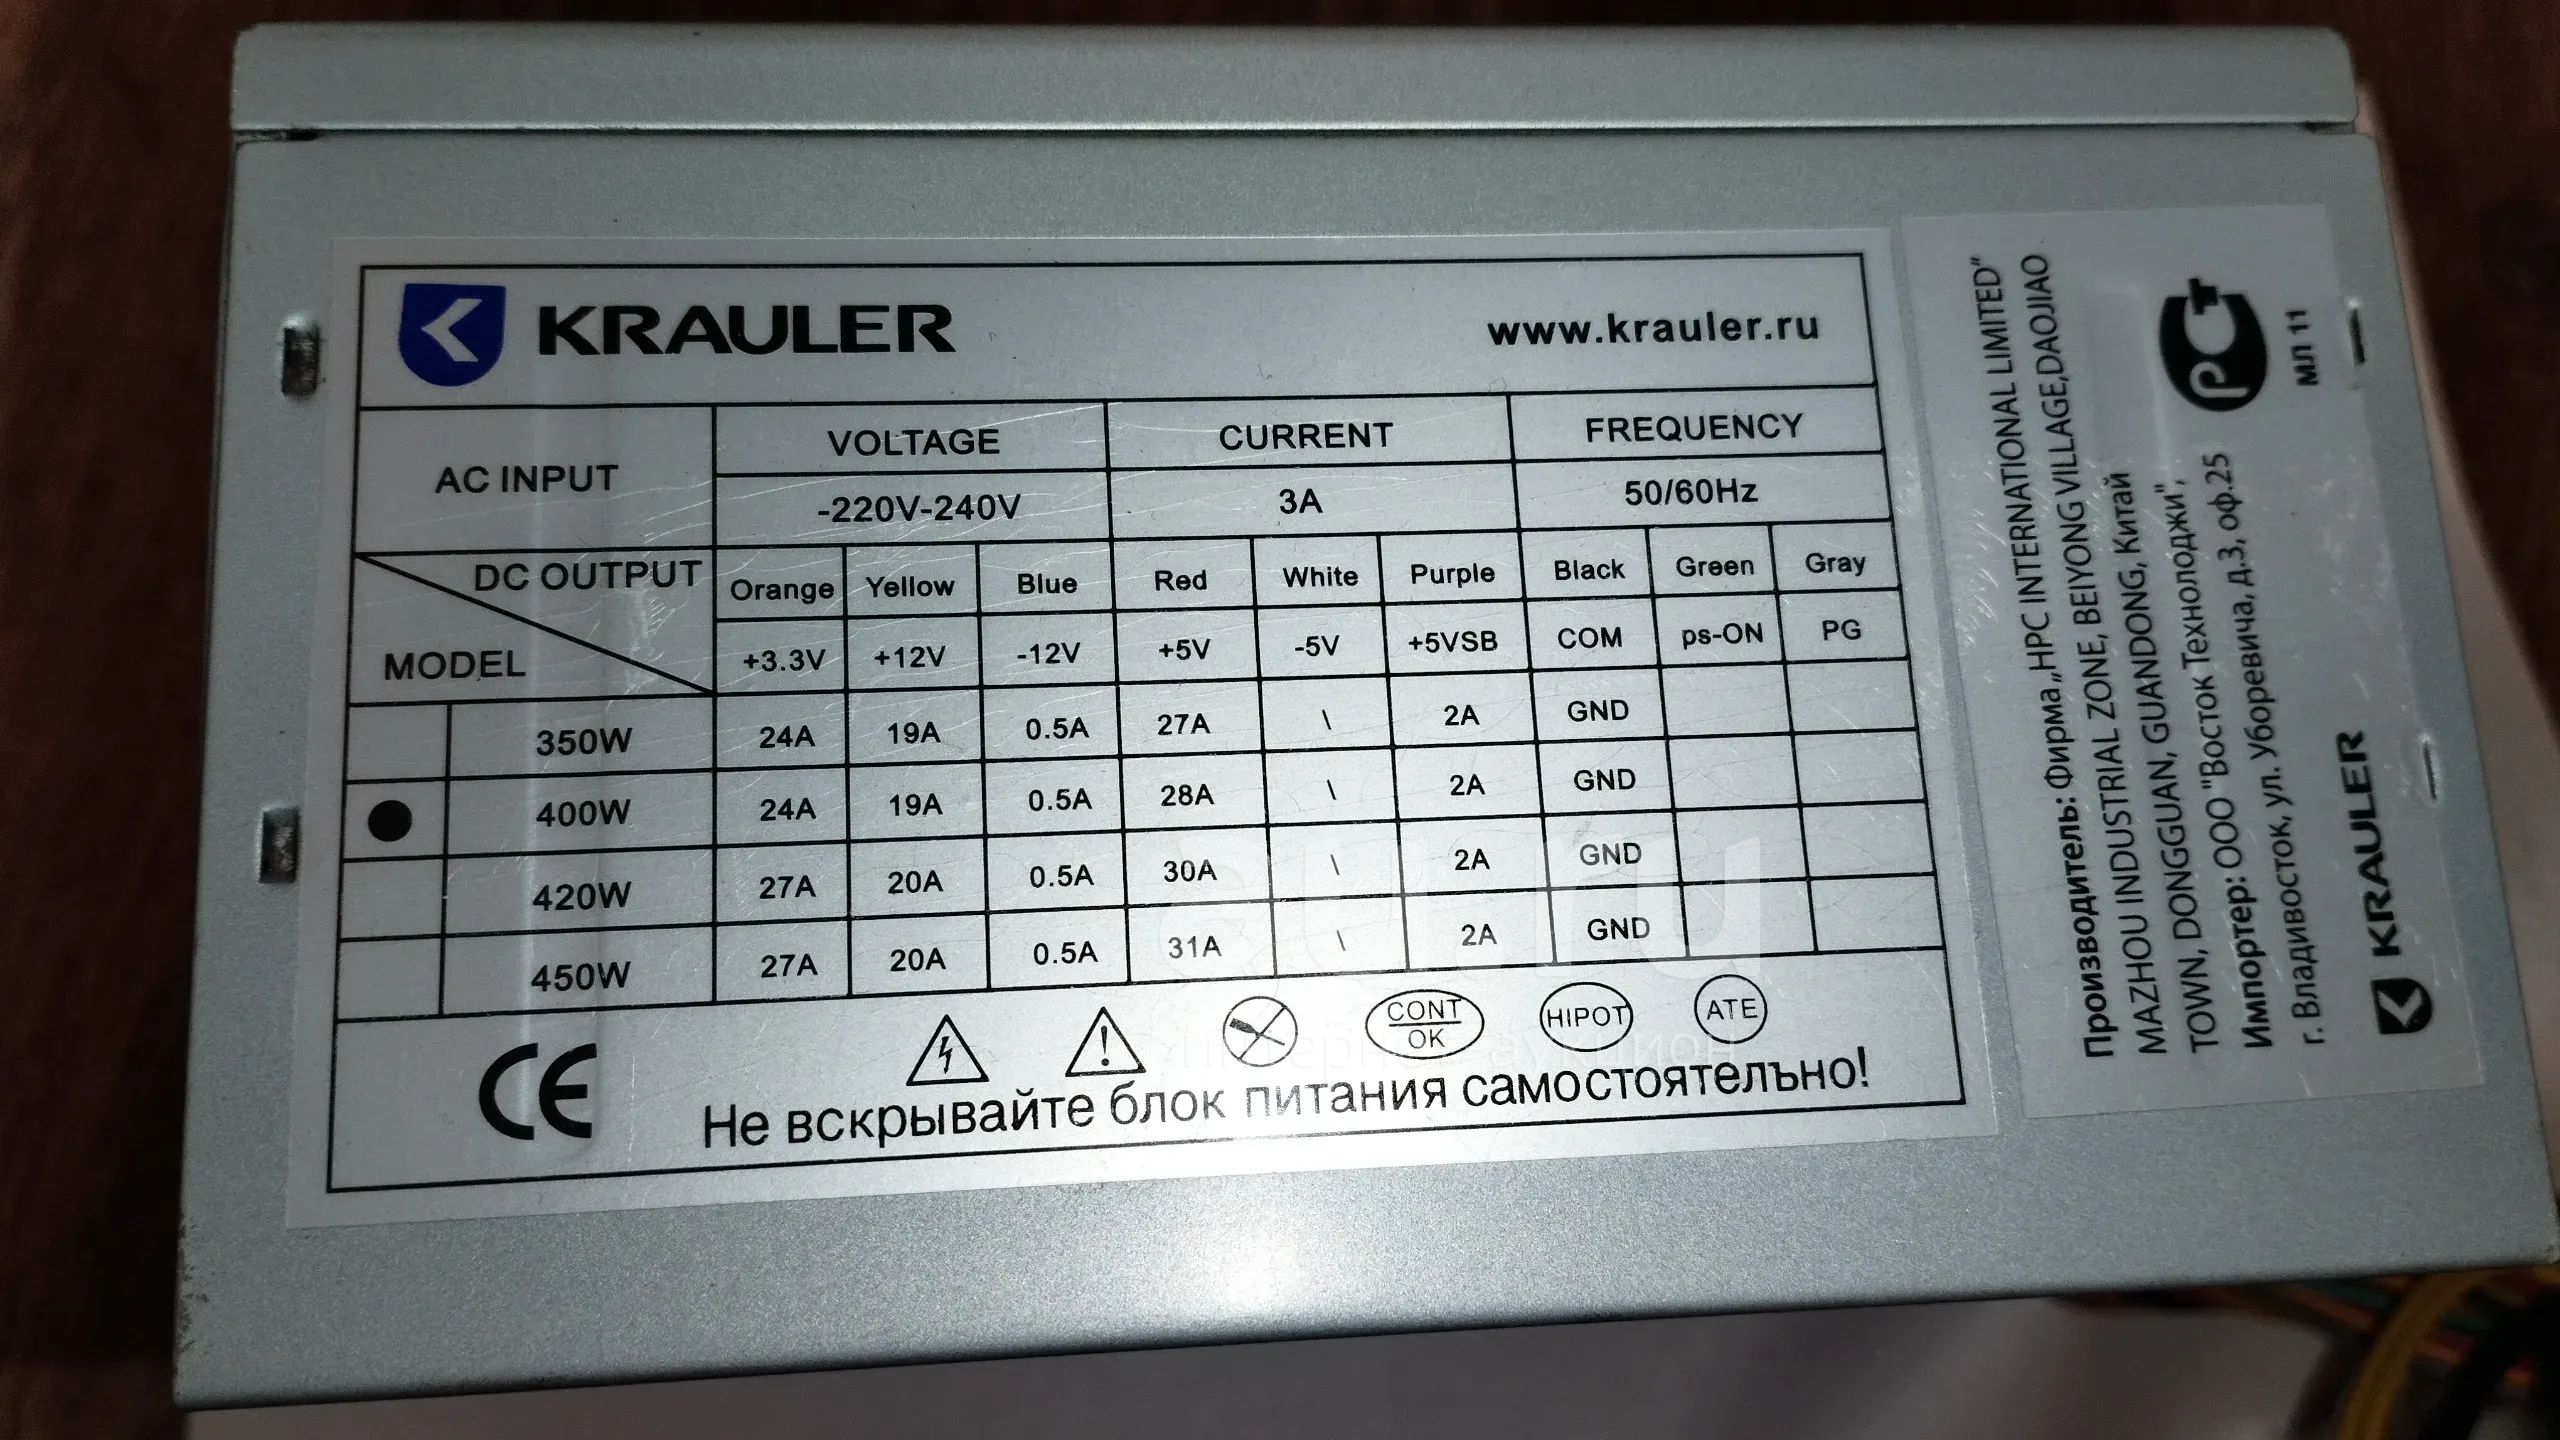 KRAULER
www.krauler.ru
AC INPUT VOLTAGE CURRENT FREQUENCY
-220V-240V 3A 50/60Hz
DC OUTPUT Orange Yellow Blue Red White Purple Black Green Gray
MODEL +3.3V +12V -12V +5V -5V +5VSB COM ps-ON PG
350W 24A 19A 0.5A 27A \ 2A GND
400W 24A 19A 0.5A 28A \ 2A GND
420W 27A 20A 0.5A 30A \ 2A GND
450W 27A 20A 0.5A 31A \ 2A GND
CE
CONT OK
HIPOT
ATE
Не вскрывайте блок питания самостоятельно!
Производитель: Фирма „HPC INTERNATIONAL LIMITED”
MAZHOU INDUSTRIAL ZONE, BEIYONG VILLAGE,DAOJIAO
TOWN, DONGGUAN, GUANDONG, Китай
Импортер: ООО "Восток Технолоджи",
г. Владивосток, ул. Уборевича, д.3, оф.25
KRAULER
РСТ
МЛ 11
au.ru